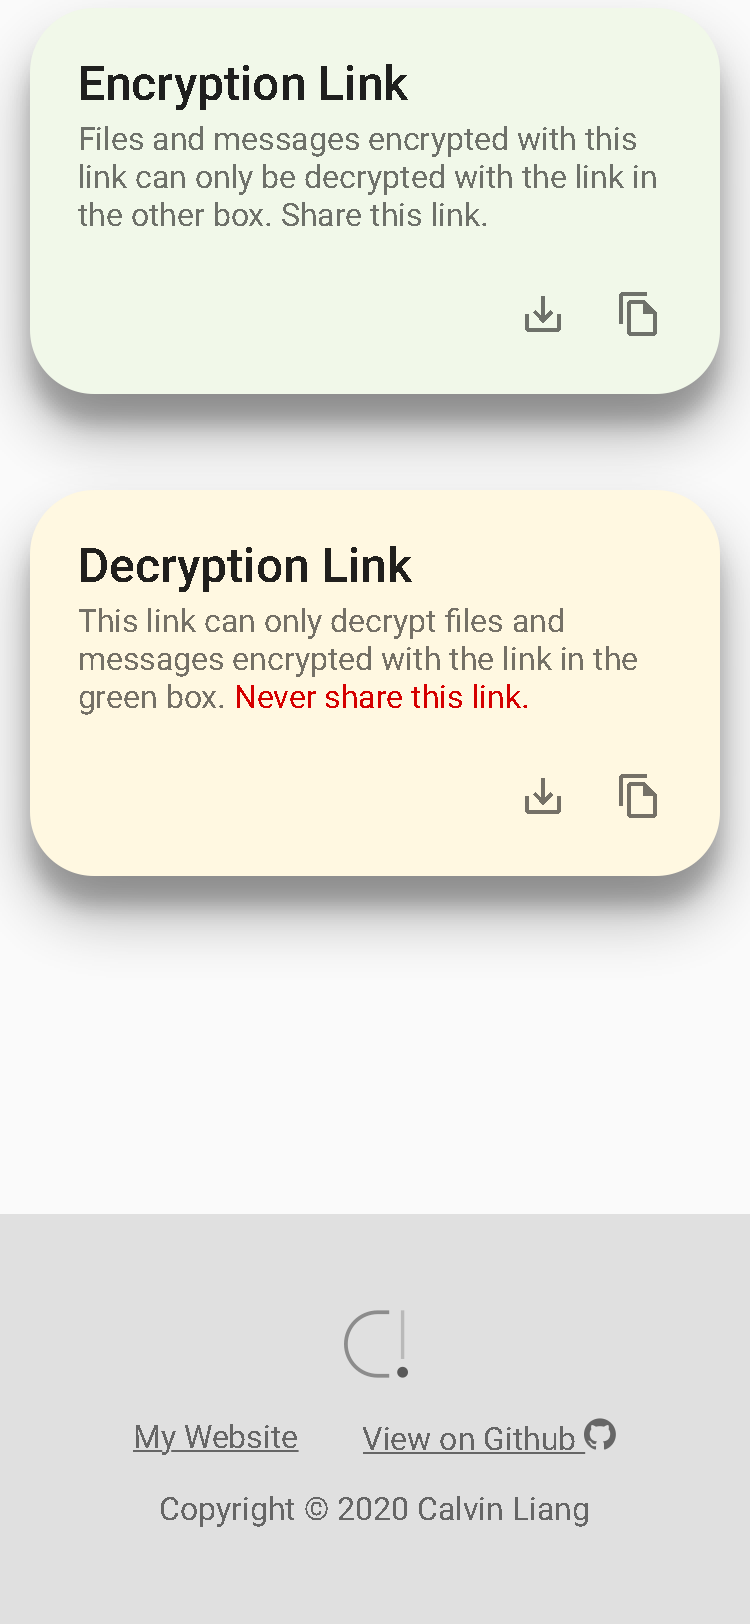 Encryption Link
Files and messages encrypted with this
link can only be decrypted with the link in
the other box. Share this link.
Decryption Link
This link can only decrypt files and
messages encrypted with the link in the
green box. Never share this link.
My Website
View on Github
Copyright © 2020 Calvin Liang